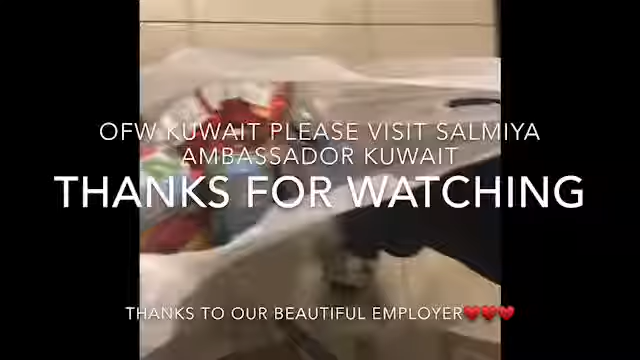 OFW KUWAIT PLEASE VISIT SALMIYA
AMBASSADOR KUWAIT
THANKS FOR WATCHING
THANKS TO OUR BEAUTIFUL EMPLOYER❤️❤️❤️